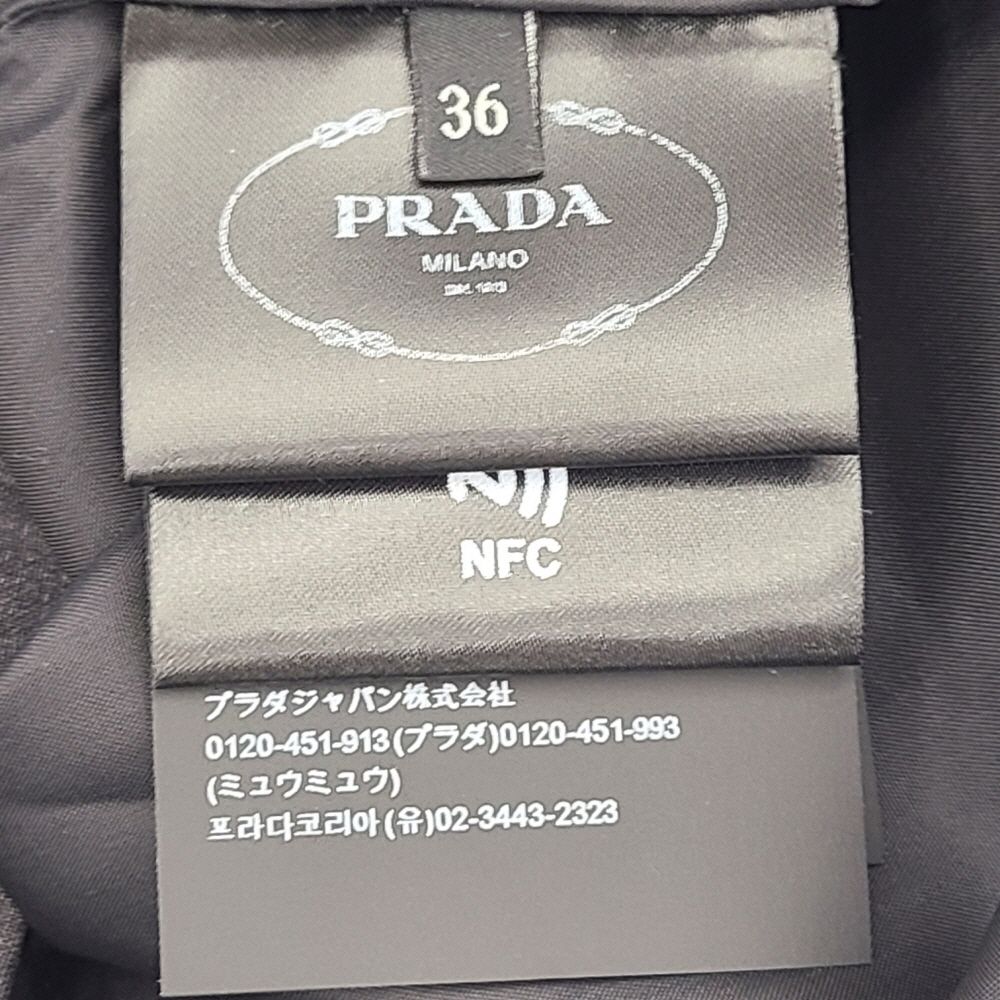 36
PRADA
MILANO
NFC
プラダジャパン株式会社
0120-451-913(プラダ)0120-451-993
(ミュウミュウ)
프라다코리아(유)02-3443-2323